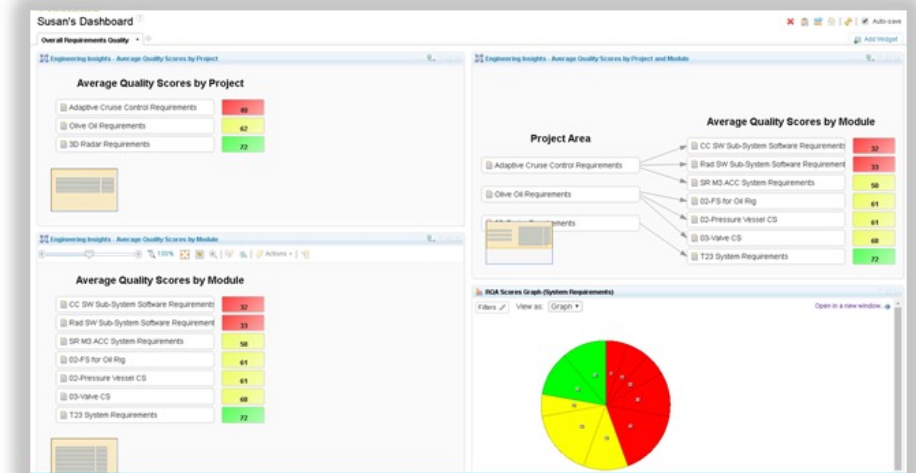 Susan's Dashboard
Auto-save
Overall Requirements Quality
Add Widget
Engineering Insights - Average Quality Scores by Project
Average Quality Scores by Project
Adaptive Cruise Control Requirements 40
Olive Oil Requirements 62
3D Radar Requirements 72
Engineering Insights - Average Quality Scores by Project and Module
Average Quality Scores by Module
Project Area
CC SW Sub-System Software Requirements 32
Adaptive Cruise Control Requirements
Rad SW Sub-System Software Requirement 33
SR M3 ACC System Requirements 50
Olive Oil Requirements
02-FS for Oil Rig 61
02-Pressure Vessel CS 61
03-Valve CS 68
T23 System Requirements 72
Engineering Insights - Average Quality Scores by Module
100%
Actions
Average Quality Scores by Module
CC SW Sub-System Software Requirements 32
Rad SW Sub-System Software Requirement 33
SR M3 ACC System Requirements 50
02-FS for Oil Rig 61
02-Pressure Vessel CS 61
03-Valve CS 68
T23 System Requirements 72
RQA Scores Graph (System Requirements)
Filters View as: Graph
Open in a new window..